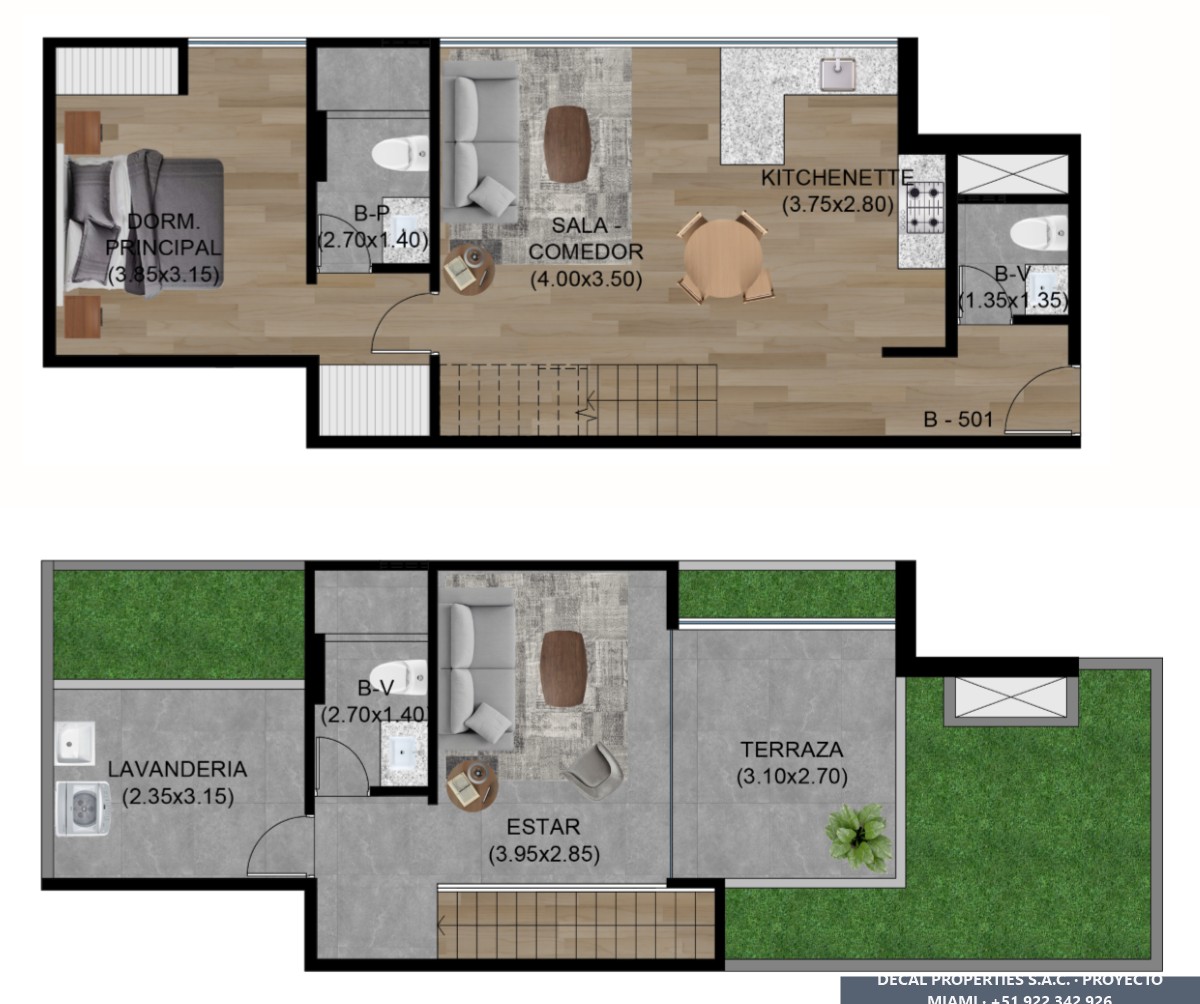 DORM.
PRINCIPAL
(3.85x3.15)
B-P
(2.70x1.40)
SALA -
COMEDOR
(4.00x3.50)
KITCHENETTE
(3.75x2.80)
B-V
(1.35x1.35)
B - 501
LAVANDERIA
(2.35x3.15)
B-V
(2.70x1.40)
ESTAR
(3.95x2.85)
TERRAZA
(3.10x2.70)
DECAL PROPERTIES S.A.C. · PROYECTO
MIAMI · +51 922 342 926